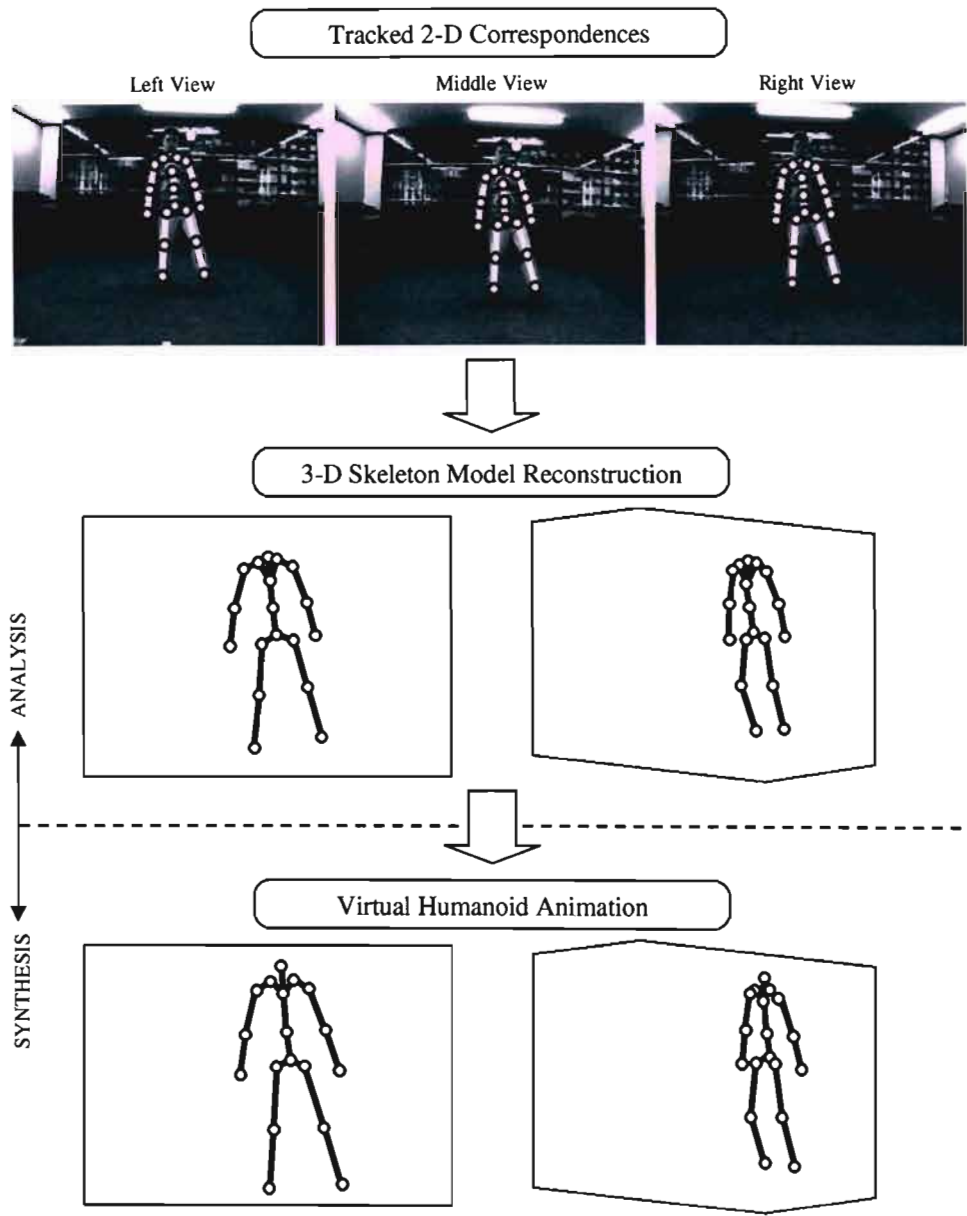 Tracked 2-D Correspondences
Left View
Middle View
Right View
3-D Skeleton Model Reconstruction
ANALYSIS
Virtual Humanoid Animation
SYNTHESIS